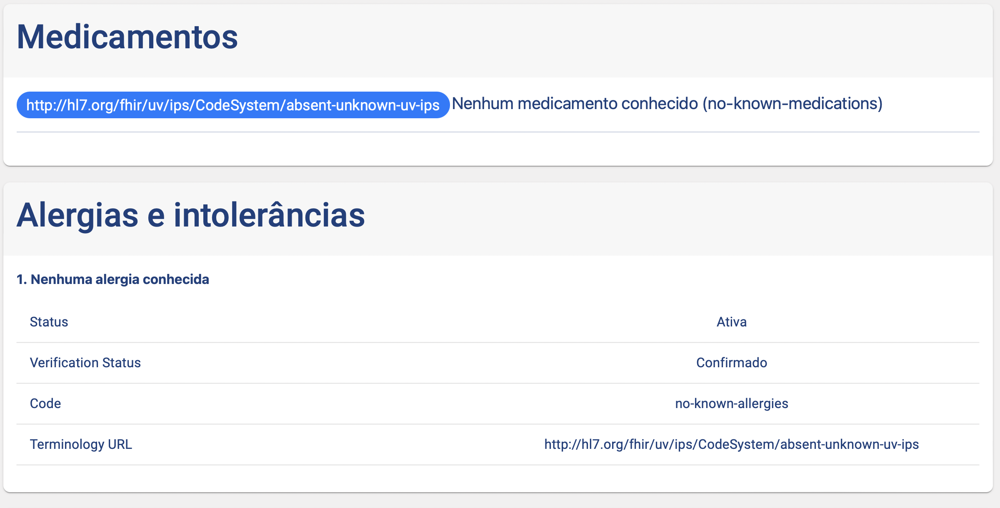 Medicamentos
http://hl7.org/fhir/uv/ips/CodeSystem/absent-unknown-uv-ips Nenhum medicamento conhecido (no-known-medications)
Alergias e intolerâncias
1. Nenhuma alergia conhecida
Status Ativa
Verification Status Confirmado
Code no-known-allergies
Terminology URL http://hl7.org/fhir/uv/ips/CodeSystem/absent-unknown-uv-ips